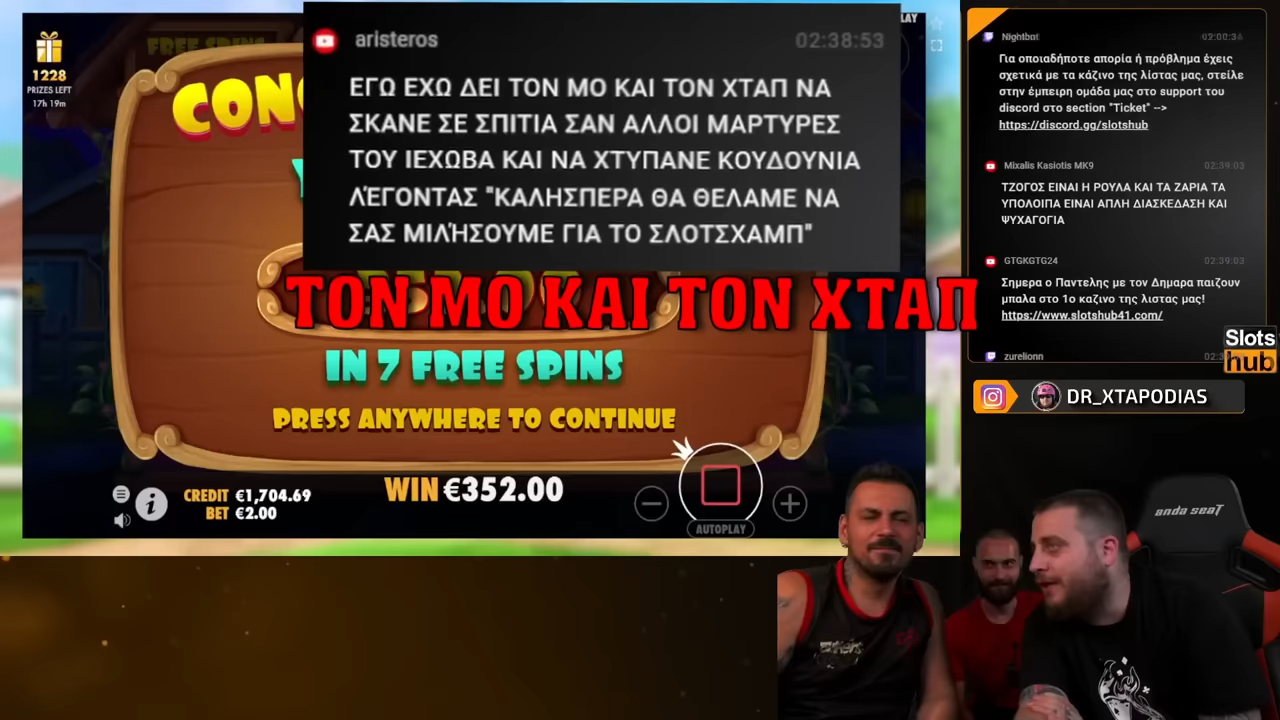 FREE SPINS
1228
PRIZES LEFT
17h 19m
CON
aristeros
02:38:53
ΕΓΩ ΕΧΩ ΔΕΙ ΤΟΝ ΜΟ ΚΑΙ ΤΟΝ ΧΤΑΠ ΝΑ
ΣΚΑΝΕ ΣΕ ΣΠΙΤΙΑ ΣΑΝ ΑΛΛΟΙ ΜΑΡΤΥΡΕΣ
ΤΟΥ ΙΕΧΩΒΑ ΚΑΙ ΝΑ ΧΤΥΠΑΝΕ ΚΟΥΔΟΥΝΙΑ
ΛΈΓΟΝΤΑΣ "ΚΑΛΗΣΠΕΡΑ ΘΑ ΘΕΛΑΜΕ ΝΑ
ΣΑΣ ΜΙΛΉΣΟΥΜΕ ΓΙΑ ΤΟ ΣΛΟΤΣΧΑΜΠ"
ΤΟΝ ΜΟ ΚΑΙ ΤΟΝ ΧΤΑΠ
IN 7 FREE SPINS
PRESS ANYWHERE TO CONTINUE
CREDIT €1,704.69
BET €2.00
WIN €352.00
AUTOPLAY
Nightbot
Για οποιαδήποτε απορία ή πρόβλημα έχεις
σχετικά με τα κάζινο της λίστας μας, στείλε
στην έμπειρη ομάδα μας στο support του
discord στο section "Ticket" -->
https://discord.gg/slotshub
Mixalis Kasiotis MK9
02:39:03
ΤΖΟΓΟΣ ΕΙΝΑΙ Η ΡΟΥΛΑ ΚΑΙ ΤΑ ΖΑΡΙΑ ΤΑ
ΥΠΟΛΟΙΠΑ ΕΙΝΑΙ ΑΠΛΗ ΔΙΑΣΚΕΔΑΣΗ ΚΑΙ
ΨΥΧΑΓΟΓΙΑ
GTGKGTG24
02:39:03
Σημερα ο Παντελης με τον Δημαρα παιζουν
μπαλα στο 1ο καζινο της λιστας μας!
https://www.slotshub41.com/
zurelionn
Slots
hub
DR_XTAPODIAS
anda seaT